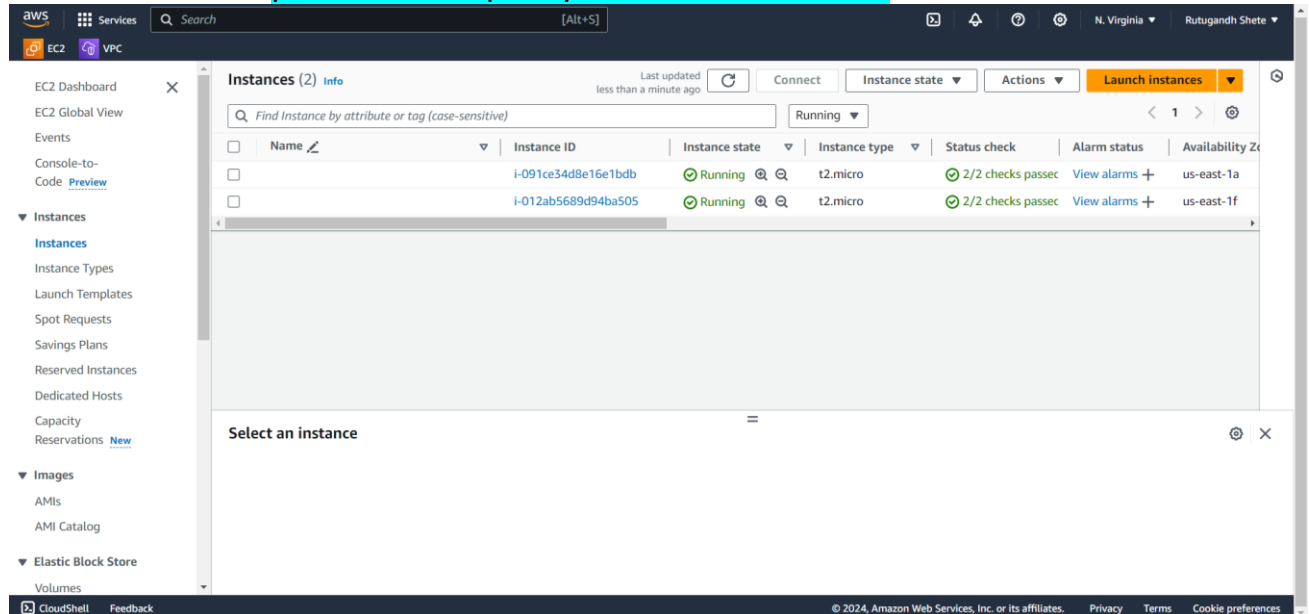 aws Services Search [Alt+S] N. Virginia Rutugandh Shete
EC2 VPC
EC2 Dashboard
EC2 Global View
Events
Console-to-
Code Preview
Instances
Instances
Instance Types
Launch Templates
Spot Requests
Savings Plans
Reserved Instances
Dedicated Hosts
Capacity
Reservations New
Images
AMIs
AMI Catalog
Elastic Block Store
Volumes
Instances (2) Info
Last updated
less than a minute ago
Connect Instance state Actions Launch instances
Find Instance by attribute or tag (case-sensitive) Running 1
Name Instance ID Instance state Instance type Status check Alarm status Availability Zo
i-091ce34d8e16e1bdb Running t2.micro 2/2 checks passec View alarms us-east-1a
i-012ab5689d94ba505 Running t2.micro 2/2 checks passec View alarms us-east-1f
Select an instance
CloudShell Feedback © 2024, Amazon Web Services, Inc. or its affiliates. Privacy Terms Cookie preferences